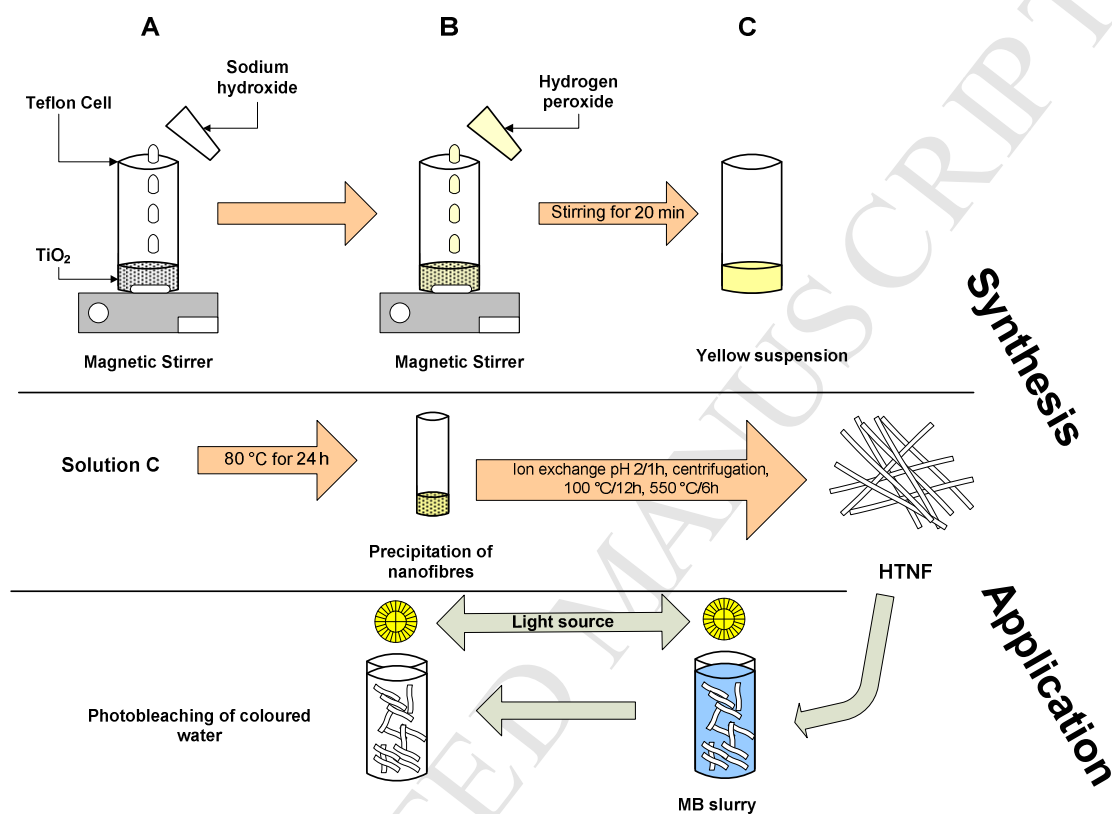 A
B
C
Sodium
hydroxide
Teflon Cell
Hydrogen
peroxide
Stirring for 20 min
TiO₂
Magnetic Stirrer
Magnetic Stirrer
Yellow suspension
Synthesis
Solution C
80 °C for 24 h
Ion exchange pH 2/1h, centrifugation,
100 °C/12h, 550 °C/6h
Precipitation of
nanofibres
HTNF
Application
Light source
Photobleaching of coloured
water
MB slurry
TED MANUSCRIPT